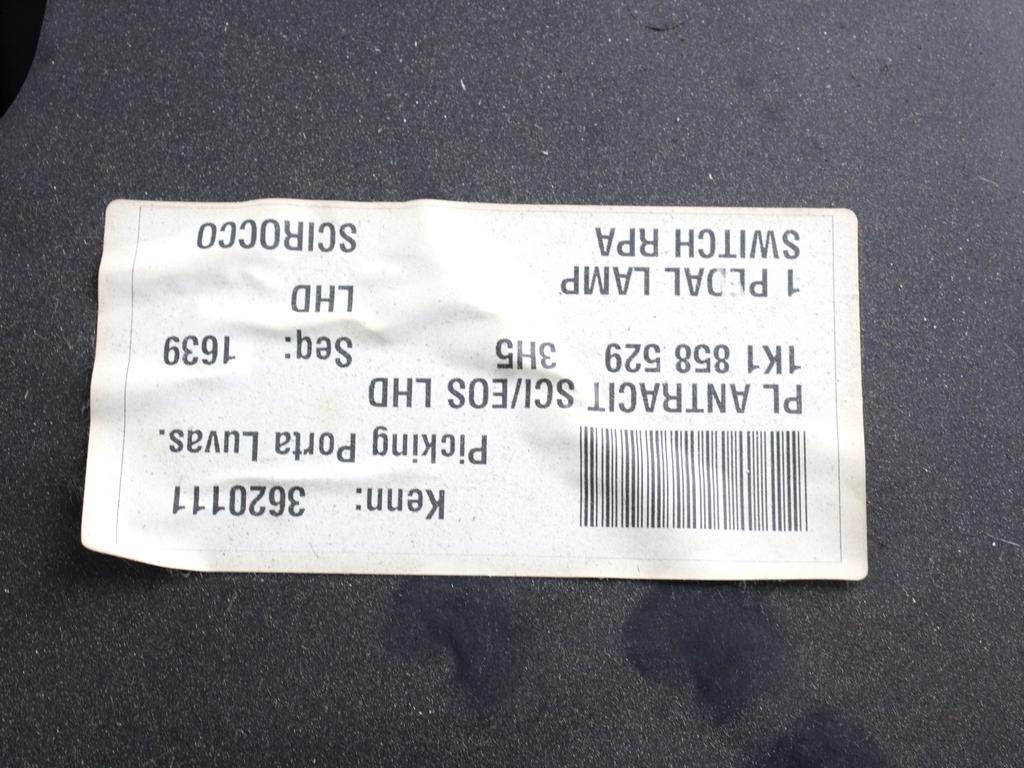 Kenn: 3620111
Picking Porta Luvas.
PL ANTRACIT SCI/EOS LHD
1K1 858 529 3H5 Seq: 1639
LHD
1 PEDAL LAMP
SWITCH RPA SCIROCCO